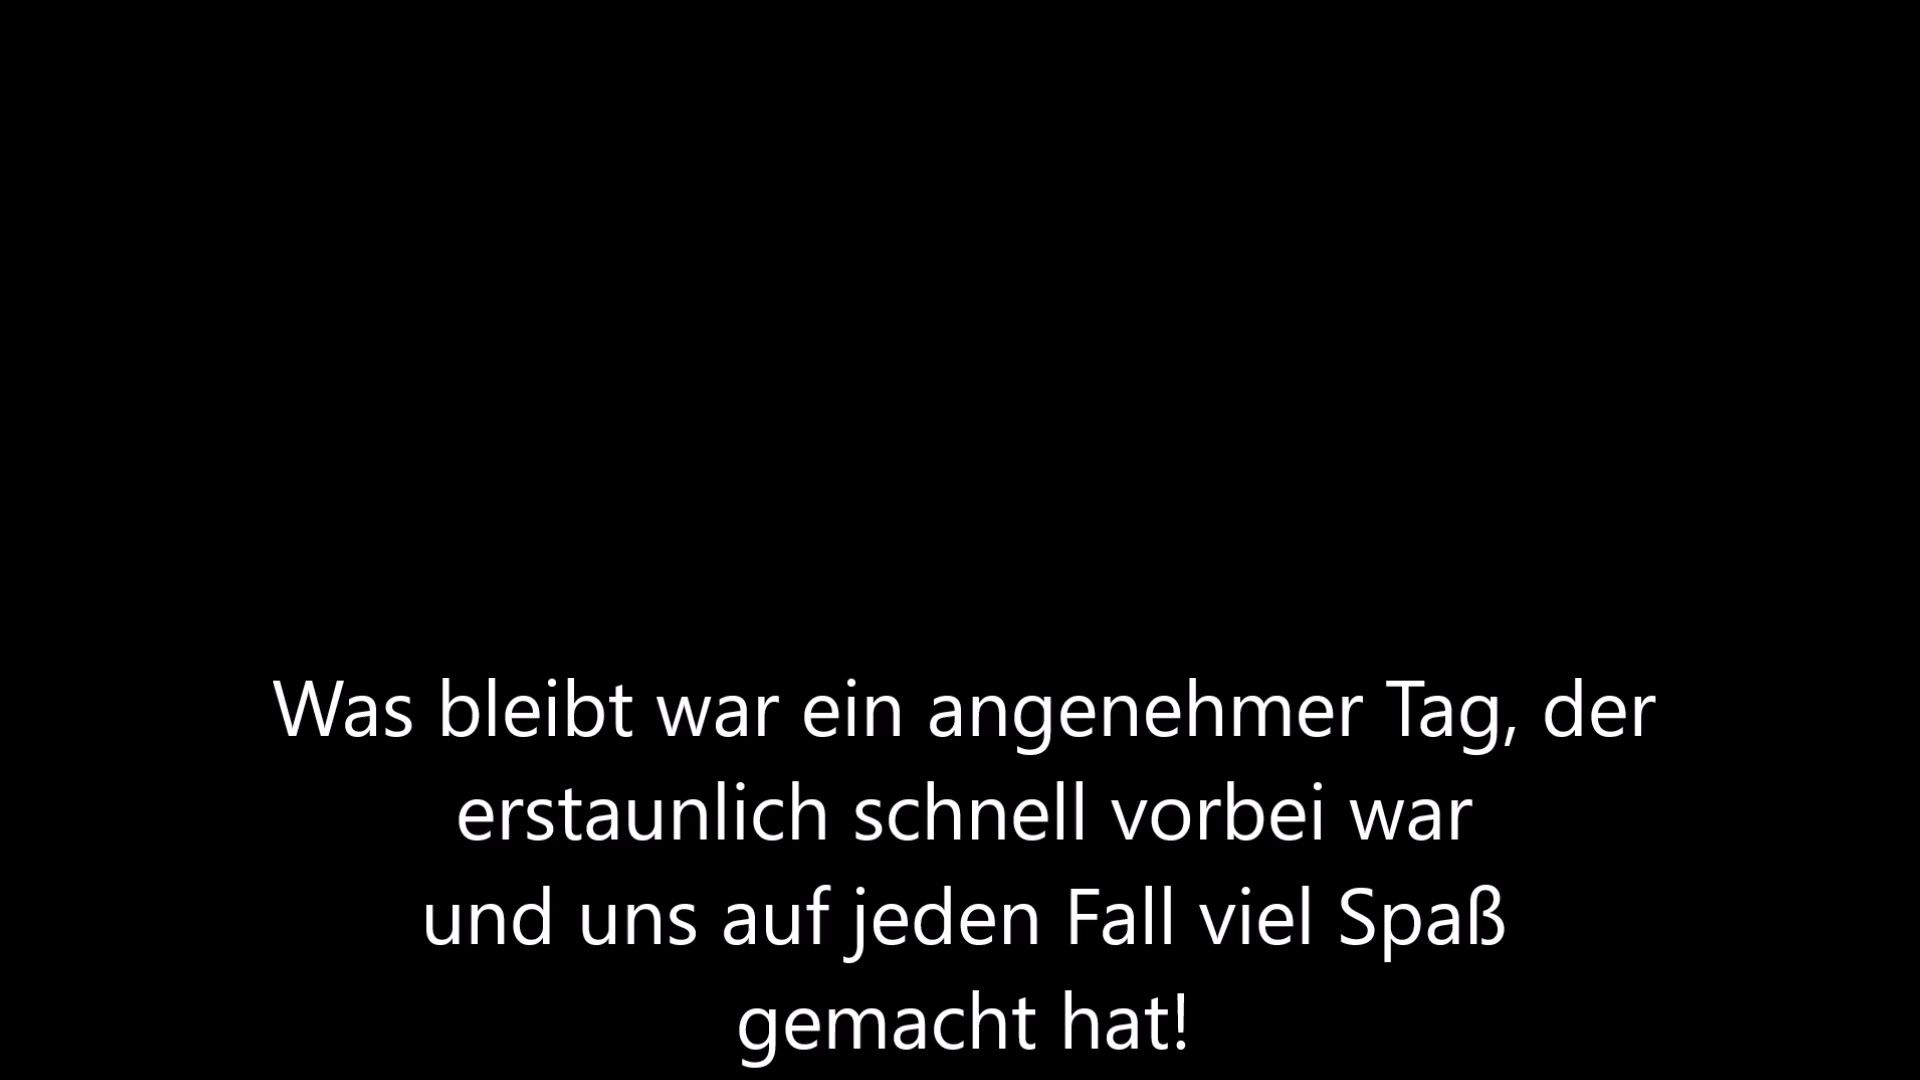 Was bleibt war ein angenehmer Tag, der
erstaunlich schnell vorbei war
und uns auf jeden Fall viel Spaß
gemacht hat!